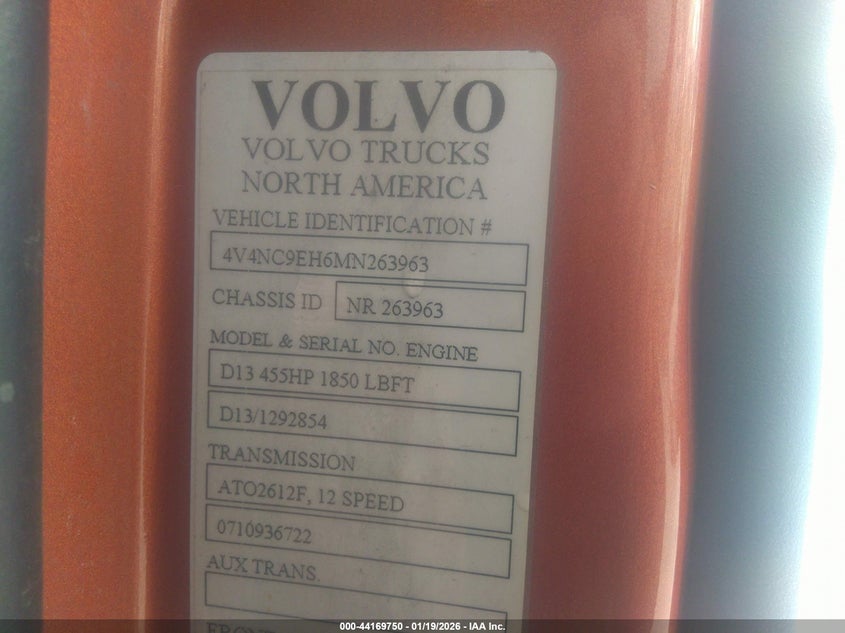 VOLVO
VOLVO TRUCKS
NORTH AMERICA
VEHICLE IDENTIFICATION #
4V4NC9EH6MN263963
CHASSIS ID NR 263963
MODEL & SERIAL NO. ENGINE
D13 455HP 1850 LBFT
D13/1292854
TRANSMISSION
ATO2612F, 12 SPEED
0710936722
AUX TRANS.
FRONT
000-44169750 - 01/19/2026 - IAA Inc.